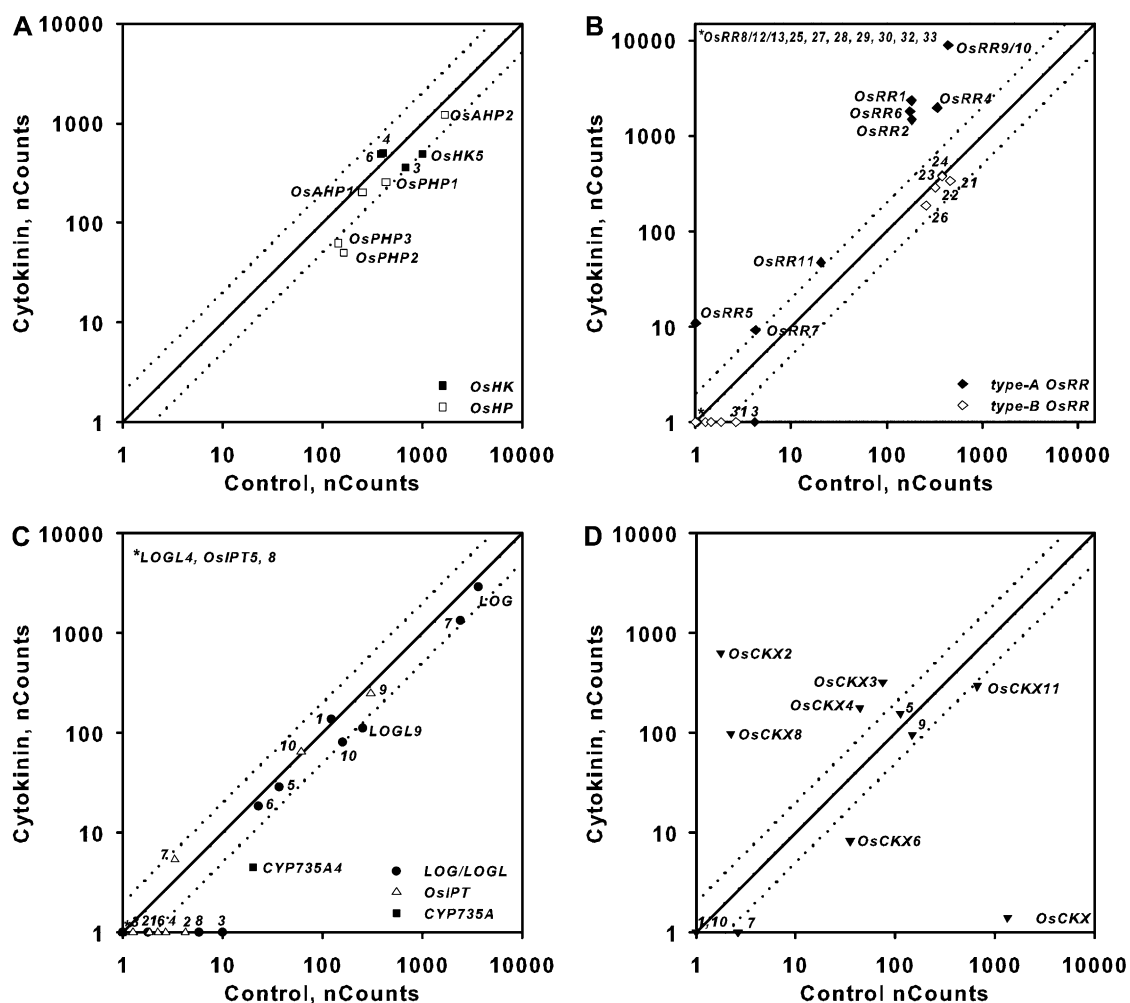 A
10000
1000
100
10
1
Cytokinin, nCounts
OsAHP2
4
6
OsHK5
3
OsPHP1
OsAHP1
OsPHP3
OsPHP2
OsHK
OsHP
1 10 100 1000 10000
Control, nCounts
B
10000
1000
100
10
1
Cytokinin, nCounts
*OsRR8/12/13,25, 27, 28, 29, 30, 32, 33
OsRR9/10
OsRR1
OsRR4
OsRR6
OsRR2
24
23
21
22
26
OsRR11
OsRR5
OsRR7
type-A OsRR
type-B OsRR
* 31 3
1 10 100 1000 10000
Control, nCounts
C
10000
1000
100
10
1
Cytokinin, nCounts
*LOGL4, OsIPT5, 8
LOG
7
9
1
LOGL9
10
10
5
6
7
CYP735A4
LOG/LOGL
OsIPT
CYP735A
*3 21 6 4 2 8 3
1 10 100 1000 10000
Control, nCounts
D
10000
1000
100
10
1
Cytokinin, nCounts
OsCKX2
OsCKX3
OsCKX11
OsCKX4
5
OsCKX8
9
OsCKX6
1,10 7
OsCKX
1 10 100 1000 10000
Control, nCounts